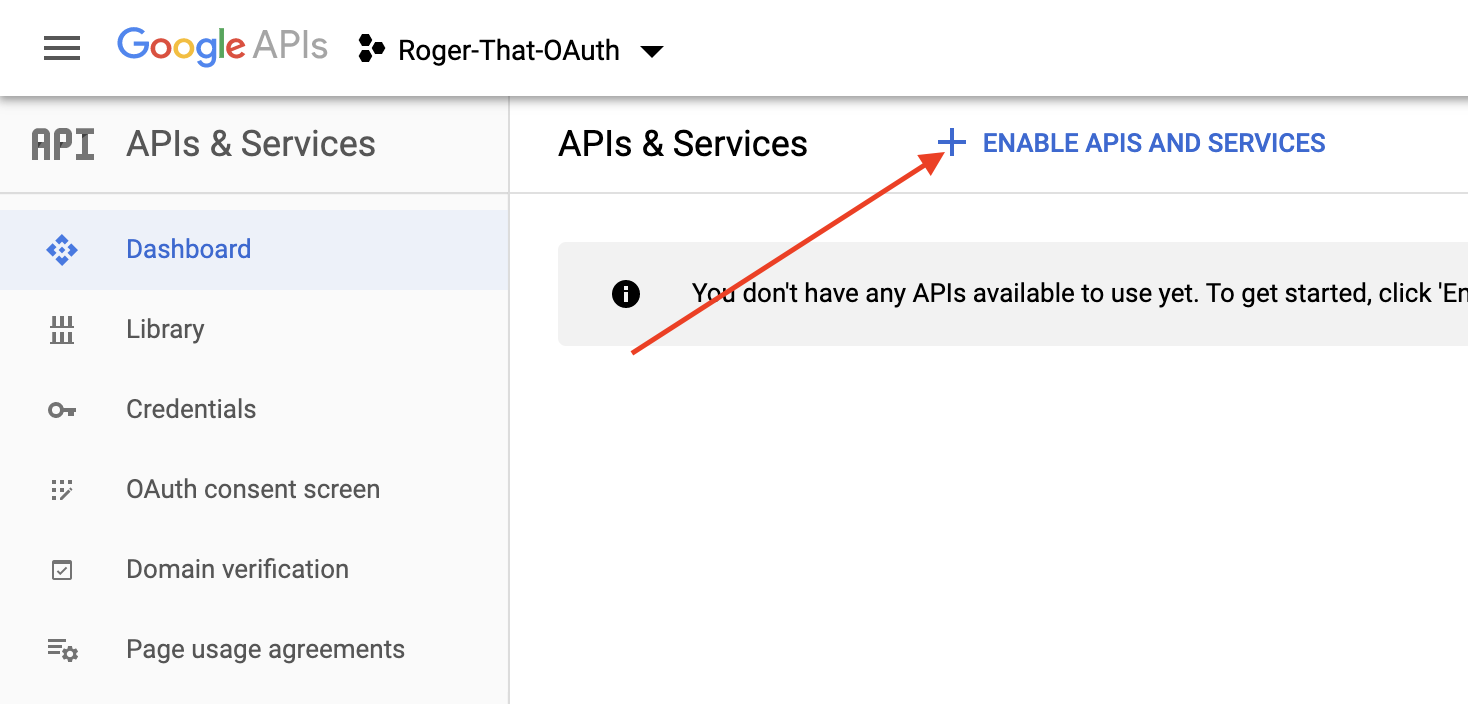 Google APIs
Roger-That-OAuth
API APIs & Services
APIs & Services
ENABLE APIS AND SERVICES
Dashboard
You don't have any APIs available to use yet. To get started, click 'En
Library
Credentials
OAuth consent screen
Domain verification
Page usage agreements